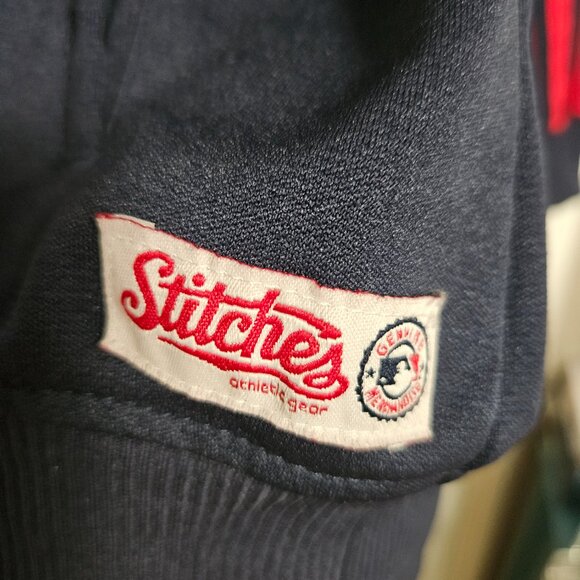 Stitches
athletic gear
GENUINE
MERCHANDISE